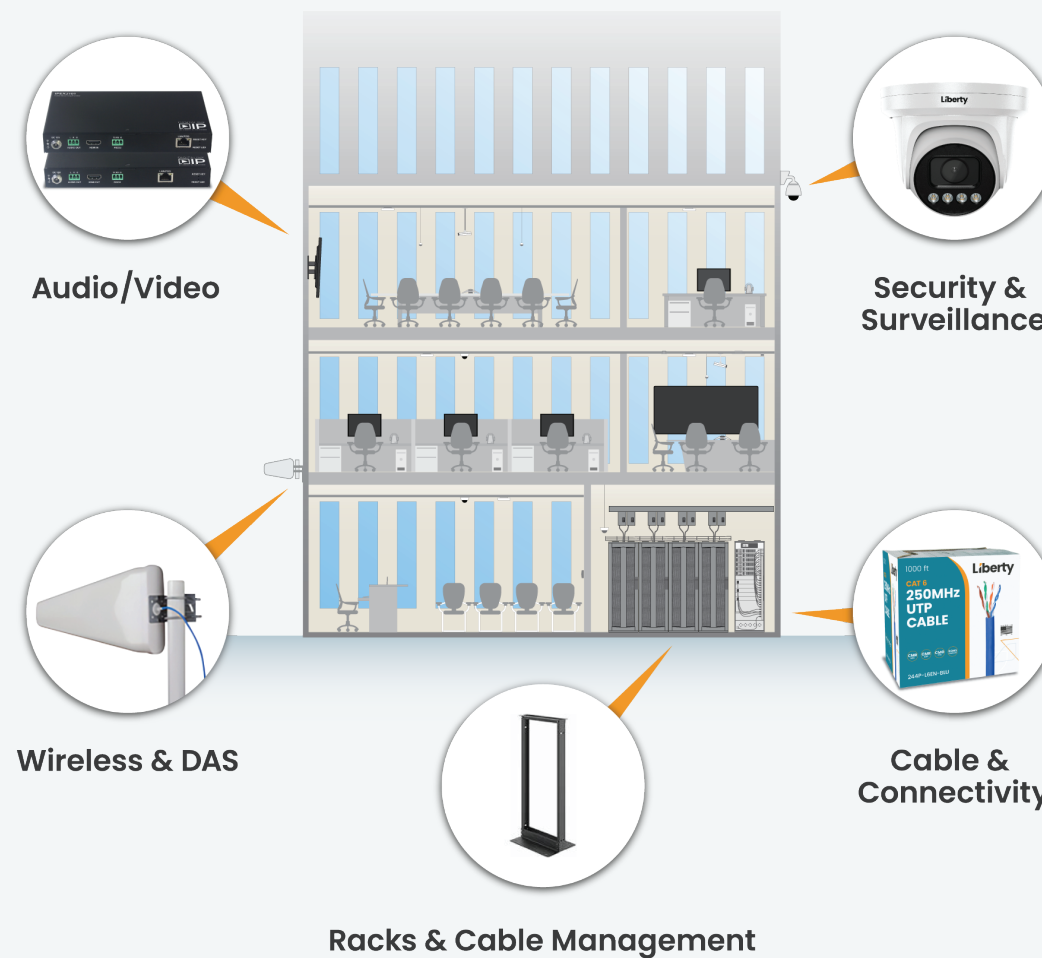 IP
IP
Audio/Video
Liberty
Security &
Surveillance
Wireless & DAS
1000 ft
Liberty
CAT 6
250MHz
UTP
CABLE
Cable &
Connectivity
Racks & Cable Management